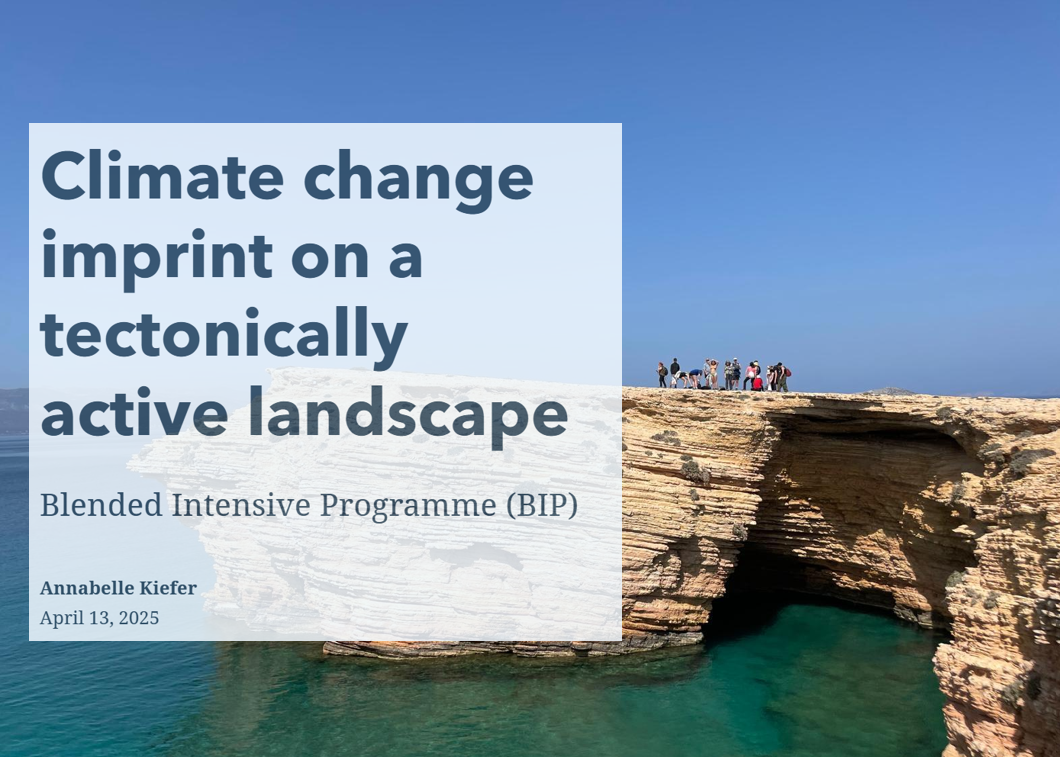 Climate change
imprint on a
tectonically
active landscape
Blended Intensive Programme (BIP)
Annabelle Kiefer
April 13, 2025